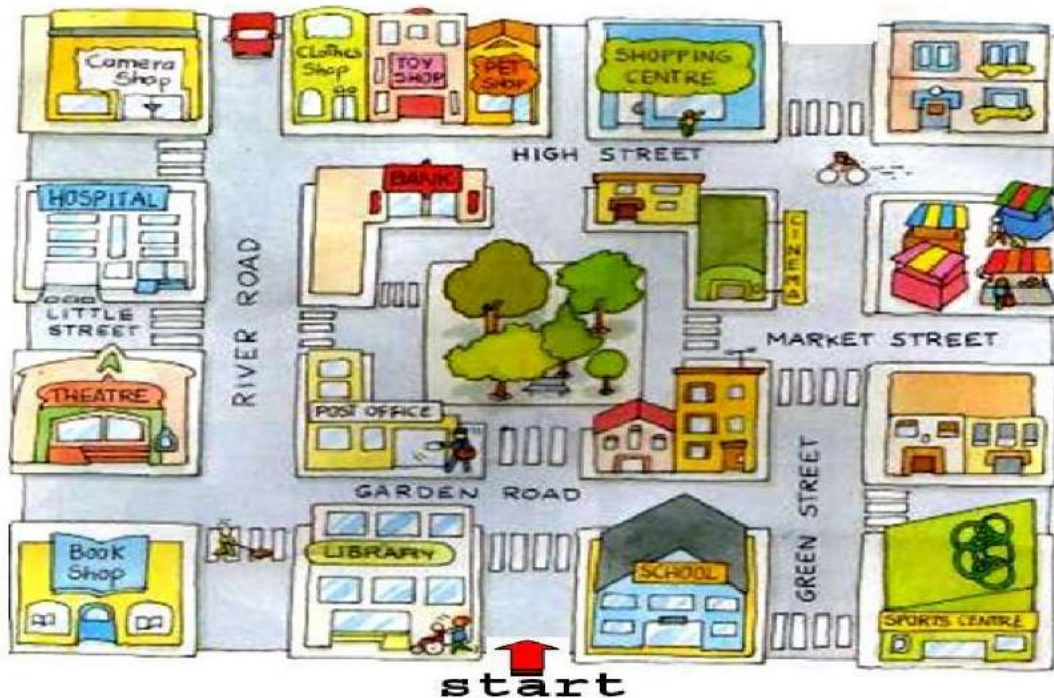 Camera
Shop
Clothes
Shop
TOY
SHOP
PET
SHOP
SHOPPING
CENTRE
HIGH STREET
HOSPITAL
BANK
CINEMA
RIVER ROAD
LITTLE
STREET
MARKET STREET
THEATRE
POST OFFICE
GARDEN ROAD
GREEN STREET
BOOK
Shop
LIBRARY
SCHOOL
SPORTS CENTRE
start